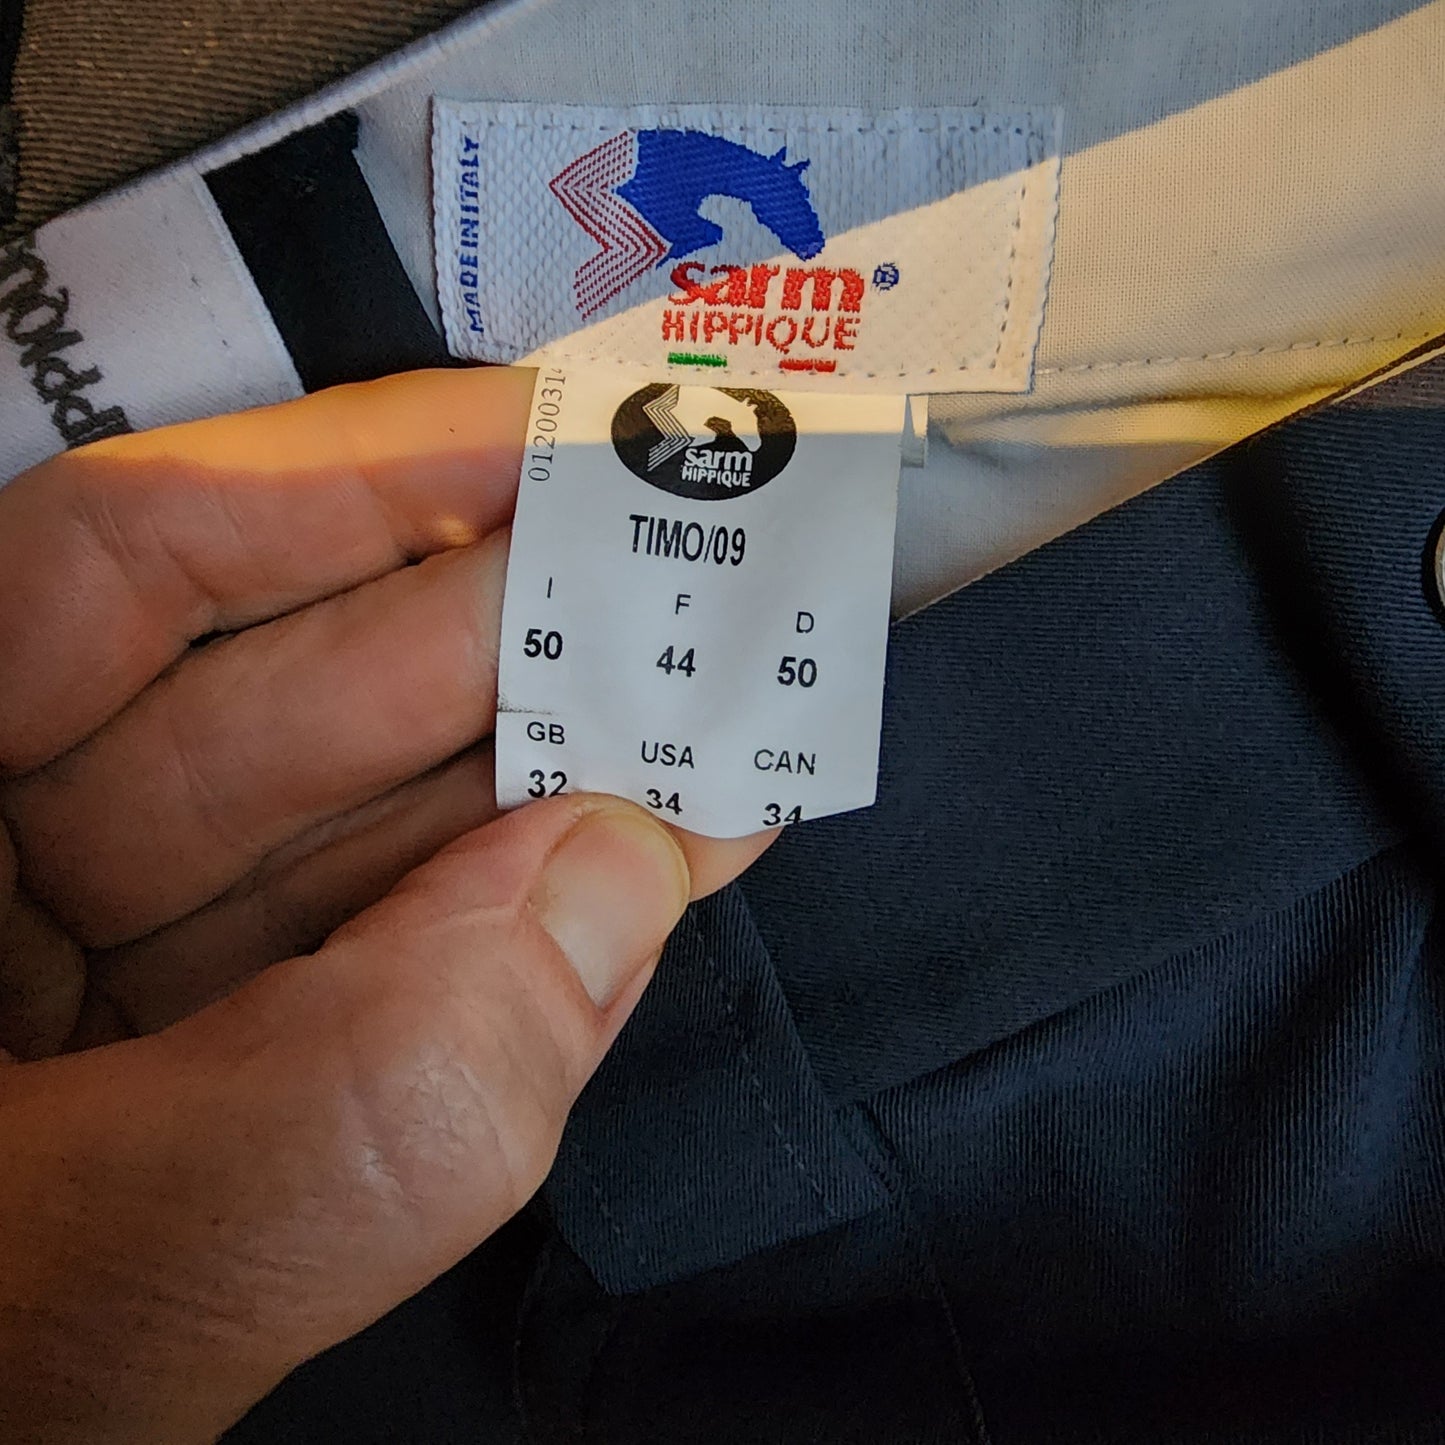 MADE IN ITALY
sarm®
HIPPIQUE
sarm
HIPPIQUE
TIMO/09
I F D
50 44 50
GB USA CAN
32 34 34